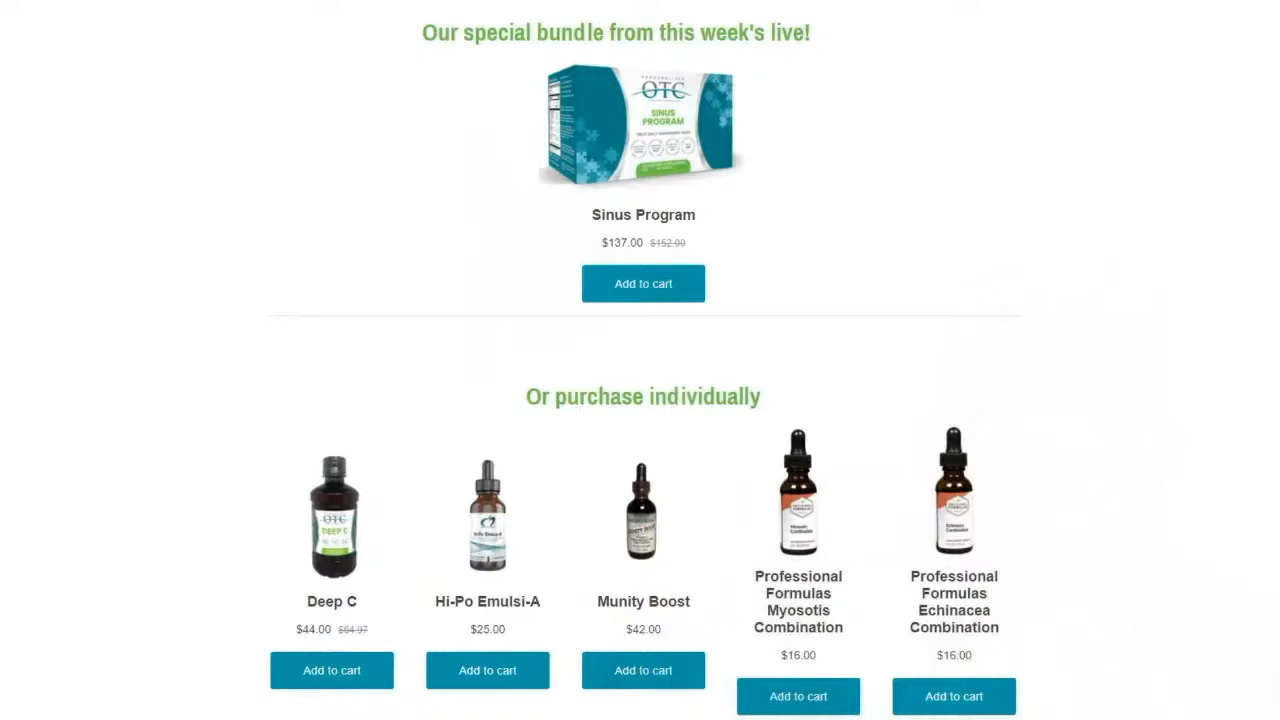 Our special bundle from this week's live!
OTC
SINUS
PROGRAM
Sinus Program
$137.00 $152.00
Add to cart
Or purchase individually
OTC
DEEP C
Professional
Formulas
Professional
Formulas
Deep C
Hi-Po Emulsi-A
Munity Boost
Myosotis
Combination
Echinacea
Combination
$44.00 $64.97
$25.00
$42.00
$16.00
$16.00
Add to cart
Add to cart
Add to cart
Add to cart
Add to cart